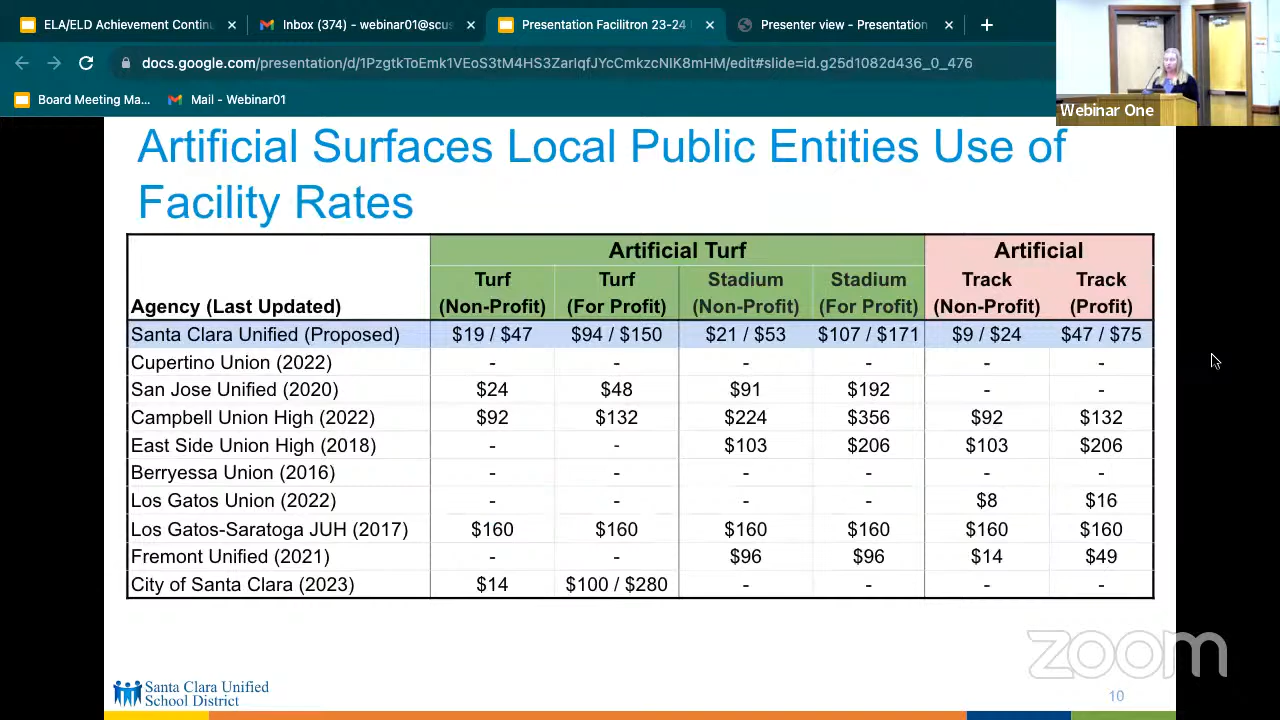 ELA/ELD Achievement Continu
Inbox (374) - webinar01@scus
Presentation Facilitron 23-24
Presenter view - Presentation
docs.google.com/presentation/d/1PzgtkToEmk1VEoS3tM4HS3ZarIqfJYcCmkzcNIK8mHM/edit#slide=id.g25d1082d436_0_476
Board Meeting Ma...
Mail - Webinar01
Webinar One
Artificial Surfaces Local Public Entities Use of
Facility Rates
Artificial Turf Artificial
Turf Turf Stadium Stadium Track Track
Agency (Last Updated) (Non-Profit) (For Profit) (Non-Profit) (For Profit) (Non-Profit) (Profit)
Santa Clara Unified (Proposed) $19 / $47 $94 / $150 $21 / $53 $107 / $171 $9 / $24 $47 / $75
Cupertino Union (2022) - - - - - -
San Jose Unified (2020) $24 $48 $91 $192 - -
Campbell Union High (2022) $92 $132 $224 $356 $92 $132
East Side Union High (2018) - - $103 $206 $103 $206
Berryessa Union (2016) - - - - - -
Los Gatos Union (2022) - - - - $8 $16
Los Gatos-Saratoga JUH (2017) $160 $160 $160 $160 $160 $160
Fremont Unified (2021) - - $96 $96 $14 $49
City of Santa Clara (2023) $14 $100 / $280 - - - -
zoom
Santa Clara Unified
School District
10